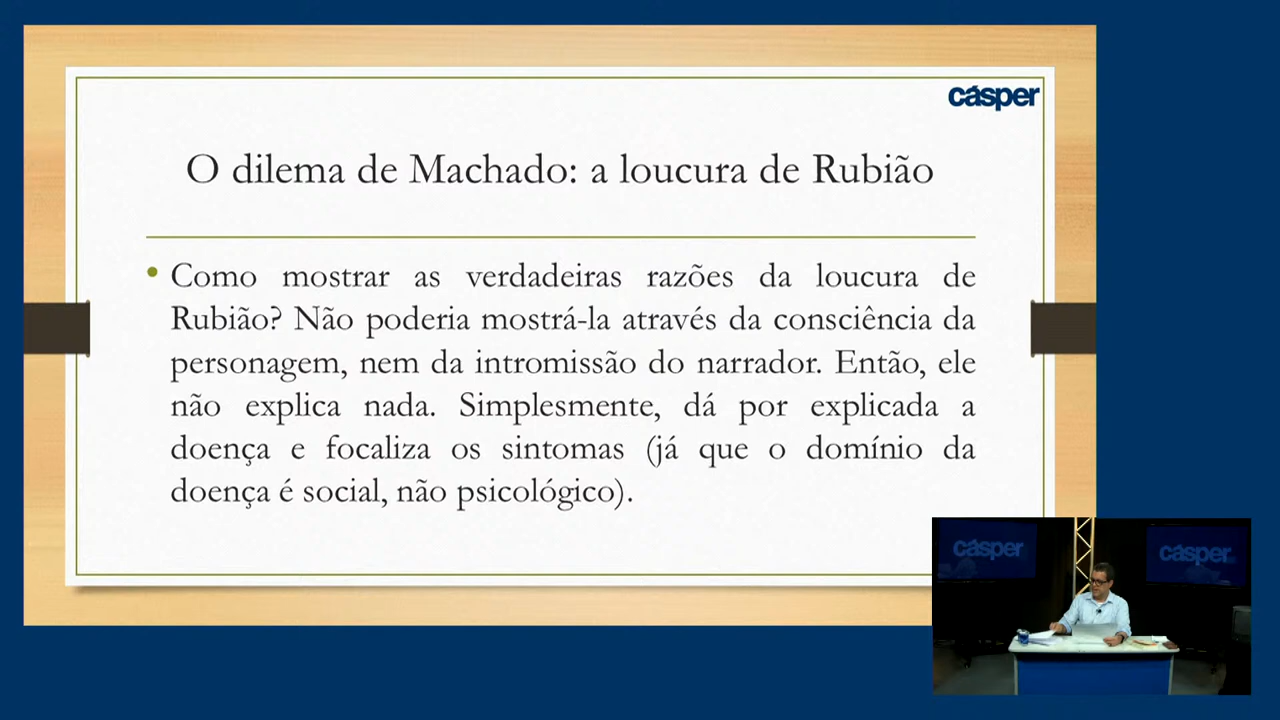 cásper
O dilema de Machado: a loucura de Rubião
• Como mostrar as verdadeiras razões da loucura de
Rubião? Não poderia mostrá-la através da consciência da
personagem, nem da intromissão do narrador. Então, ele
não explica nada. Simplesmente, dá por explicada a
doença e focaliza os sintomas (já que o domínio da
doença é social, não psicológico).
cásper
cásper